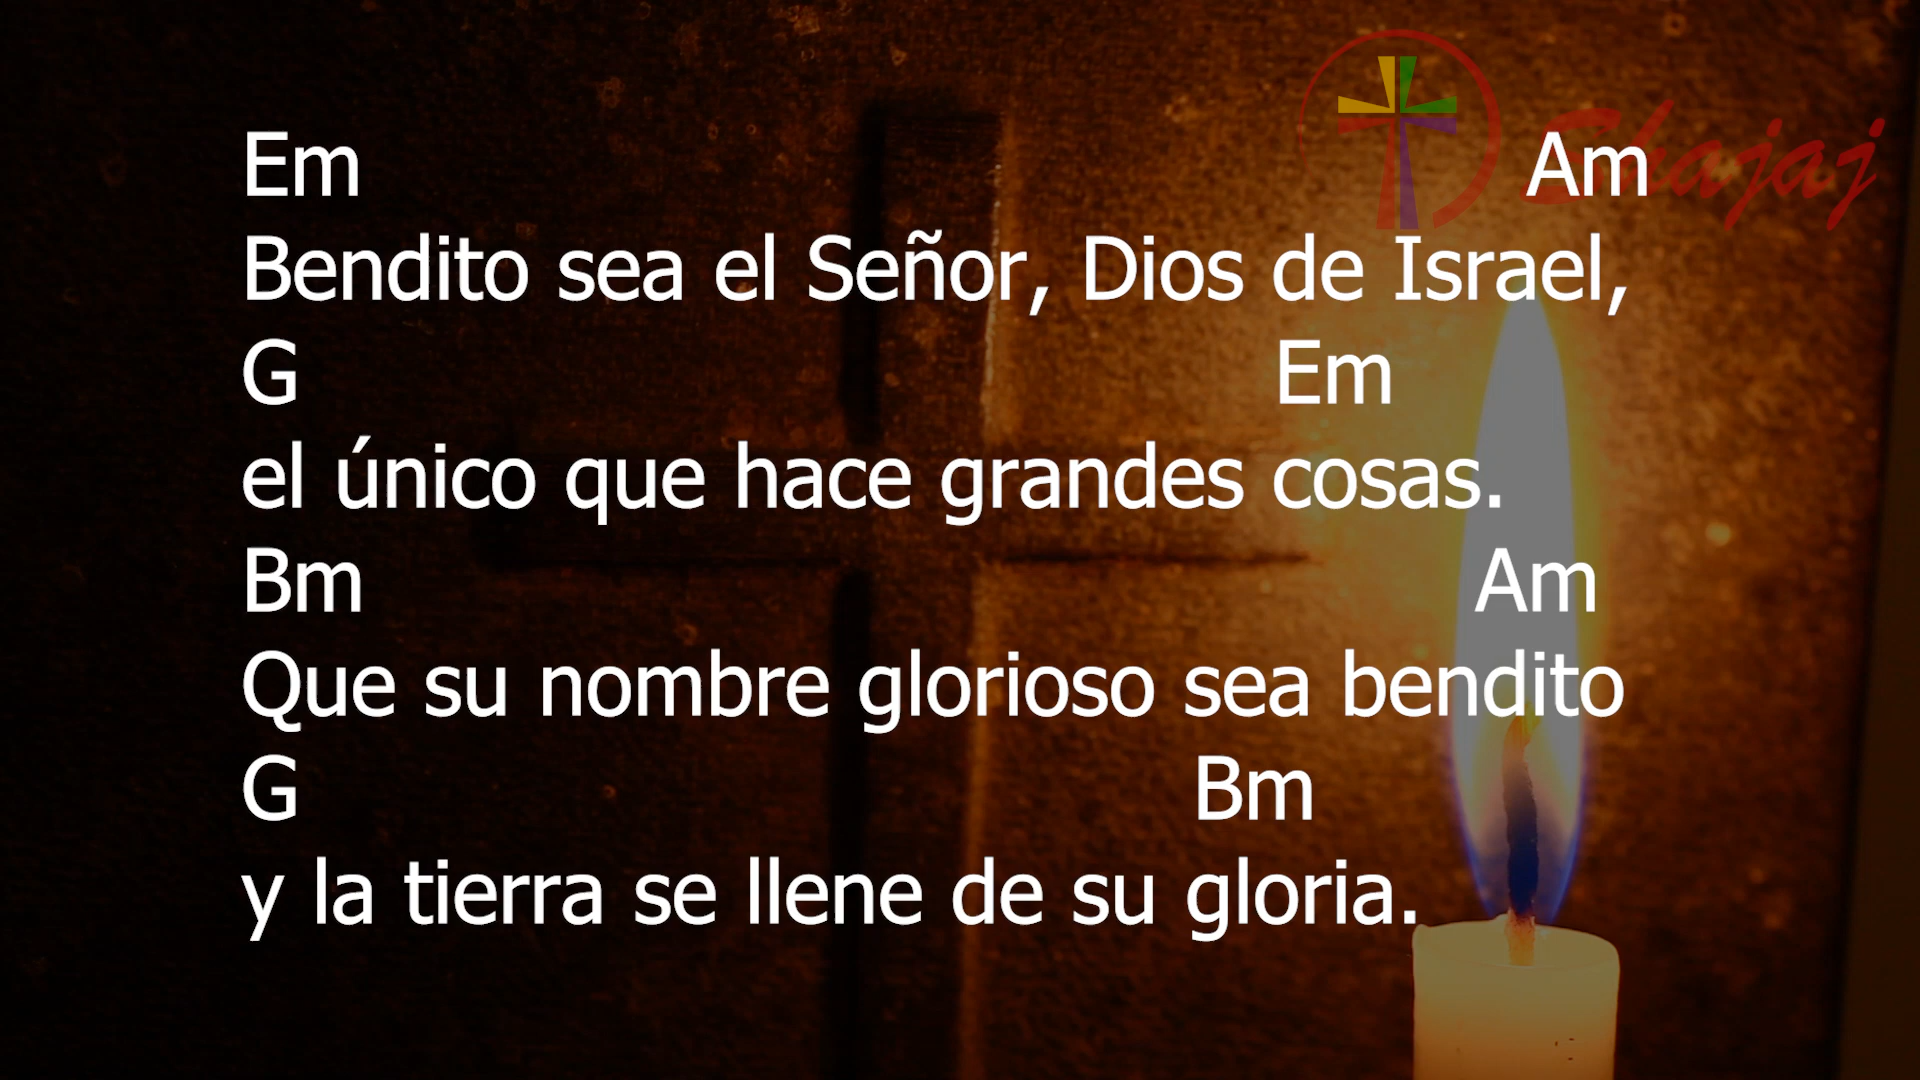 Em Am
Bendito sea el Señor, Dios de Israel,
G Em
el único que hace grandes cosas.
Bm Am
Que su nombre glorioso sea bendito
G Bm
y la tierra se llene de su gloria.